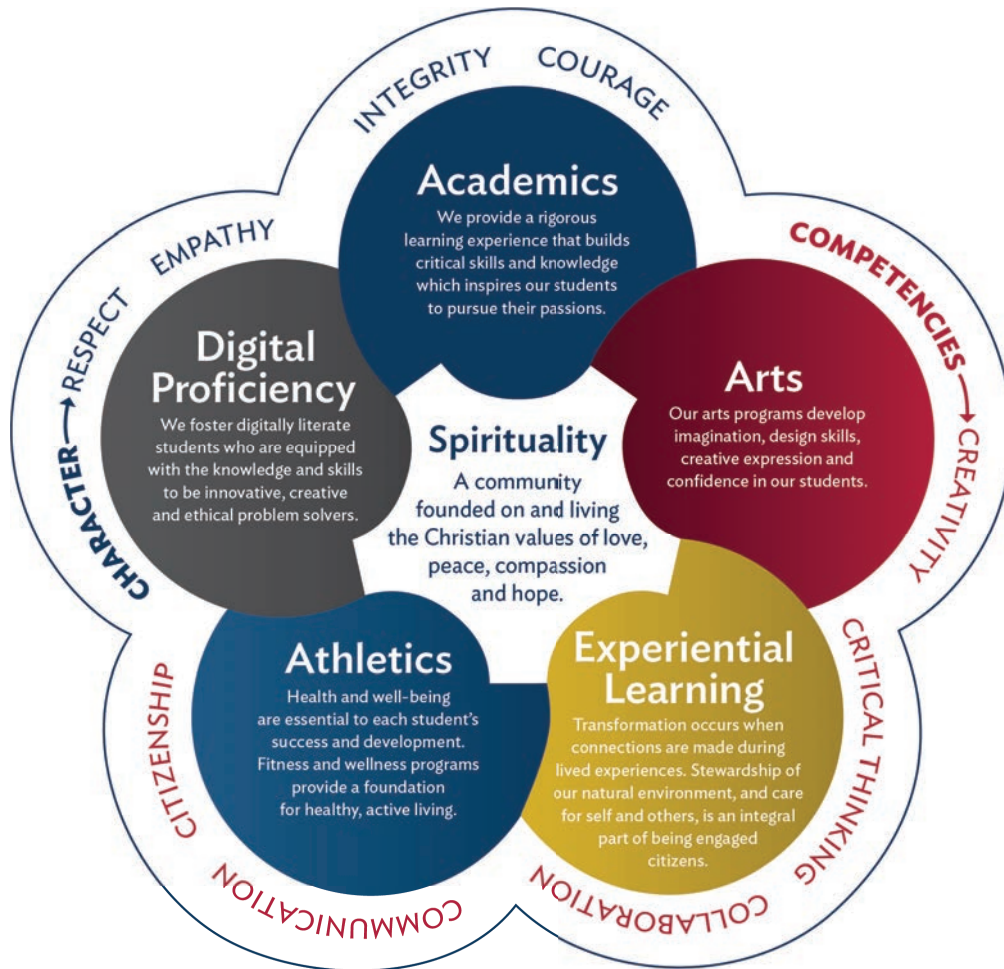 INTEGRITY COURAGE
Academics
We provide a rigorous
learning experience that builds
critical skills and knowledge
which inspires our students
to pursue their passions.
CHARACTER → RESPECT EMPATHY
Digital
Proficiency
We foster digitally literate
students who are equipped
with the knowledge and skills
to be innovative, creative
and ethical problem solvers.
Spirituality
A community
founded on and living
the Christian values of love,
peace, compassion
and hope.
COMPETENCIES → CREATIVITY
Arts
Our arts programs develop
imagination, design skills,
creative expression and
confidence in our students.
Athletics
Health and well-being
are essential to each student's
success and development.
Fitness and wellness programs
provide a foundation
for healthy, active living.
Experiential
Learning
Transformation occurs when
connections are made during
lived experiences. Stewardship of
our natural environment, and care
for self and others, is an integral
part of being engaged
citizens.
CRITICAL THINKING
COLLABORATION
COMMUNICATION
CITIZENSHIP